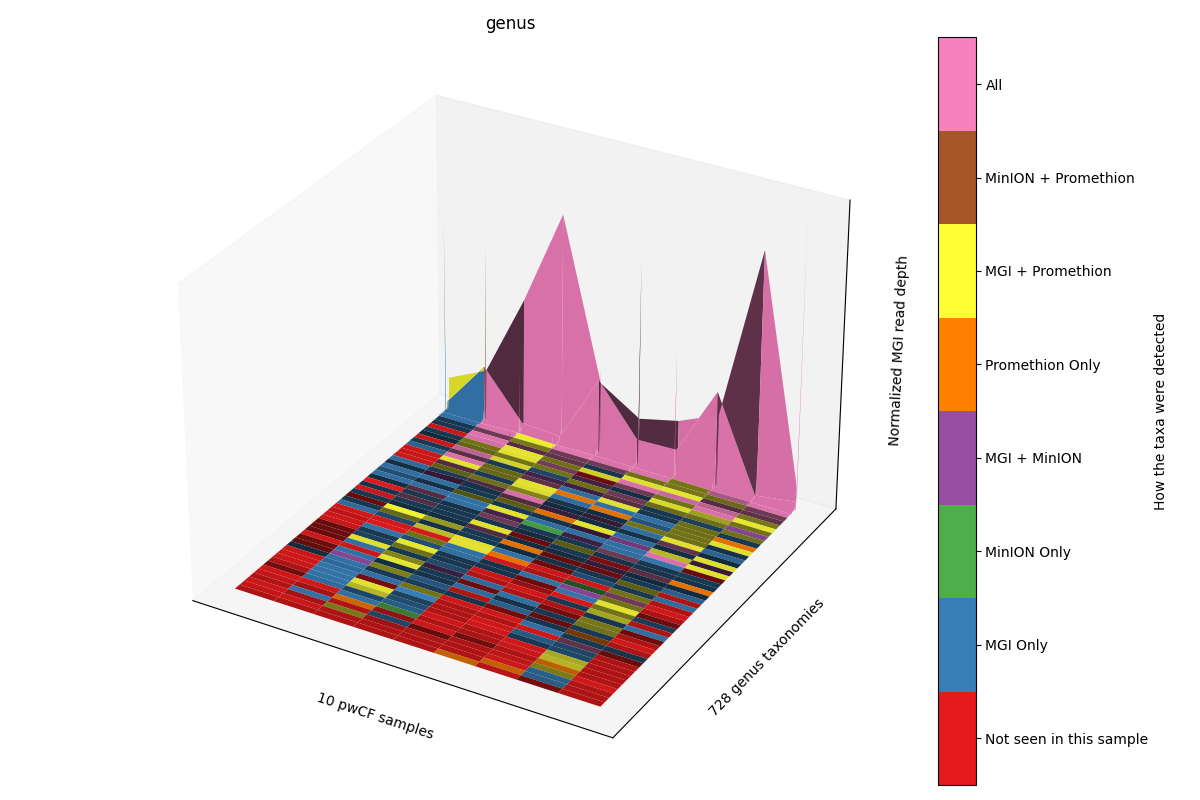 genus
Normalized MGI read depth
728 genus taxonomies
10 pwCF samples
All
MinION + Promethion
MGI + Promethion
Promethion Only
MGI + MinION
MinION Only
MGI Only
Not seen in this sample
How the taxa were detected